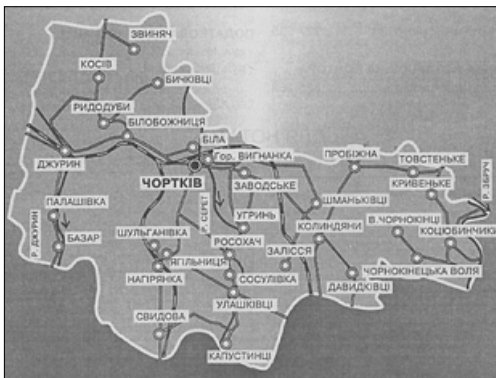 ЗВИНЯЧ
КОСІВ
БИЧКІВЦІ
РИДОДУБИ
БІЛОБОЖНИЦЯ
БІЛА
ДЖУРИН
Гор. ВИГНАНКА
ПРОБІЖНА
ТОВСТЕНЬКЕ
ЧОРТКІВ
ЗАВОДСЬКЕ
КРИВЕНЬКЕ
Р. ЗБРУЧ
ПАЛАШІВКА
Р. СЕРЕТ
ШМАНЬКІВЦІ
УГРИНЬ
В. ЧОРНОКІНЦІ
Р. ДЖУРИН
БАЗАР
ШУЛЬГАНІВКА
КОЛИНДЯНИ
КОЦЮБИНЧИКИ
РОСОХАЧ
ЗАЛІССЯ
ЯГІЛЬНИЦЯ
НАГІРЯНКА
СОСУЛІВКА
ЧОРНОКІНЕЦЬКА ВОЛЯ
ДАВИДКІВЦІ
УЛАШКІВЦІ
СВИДОВА
КАПУСТИНЦІ